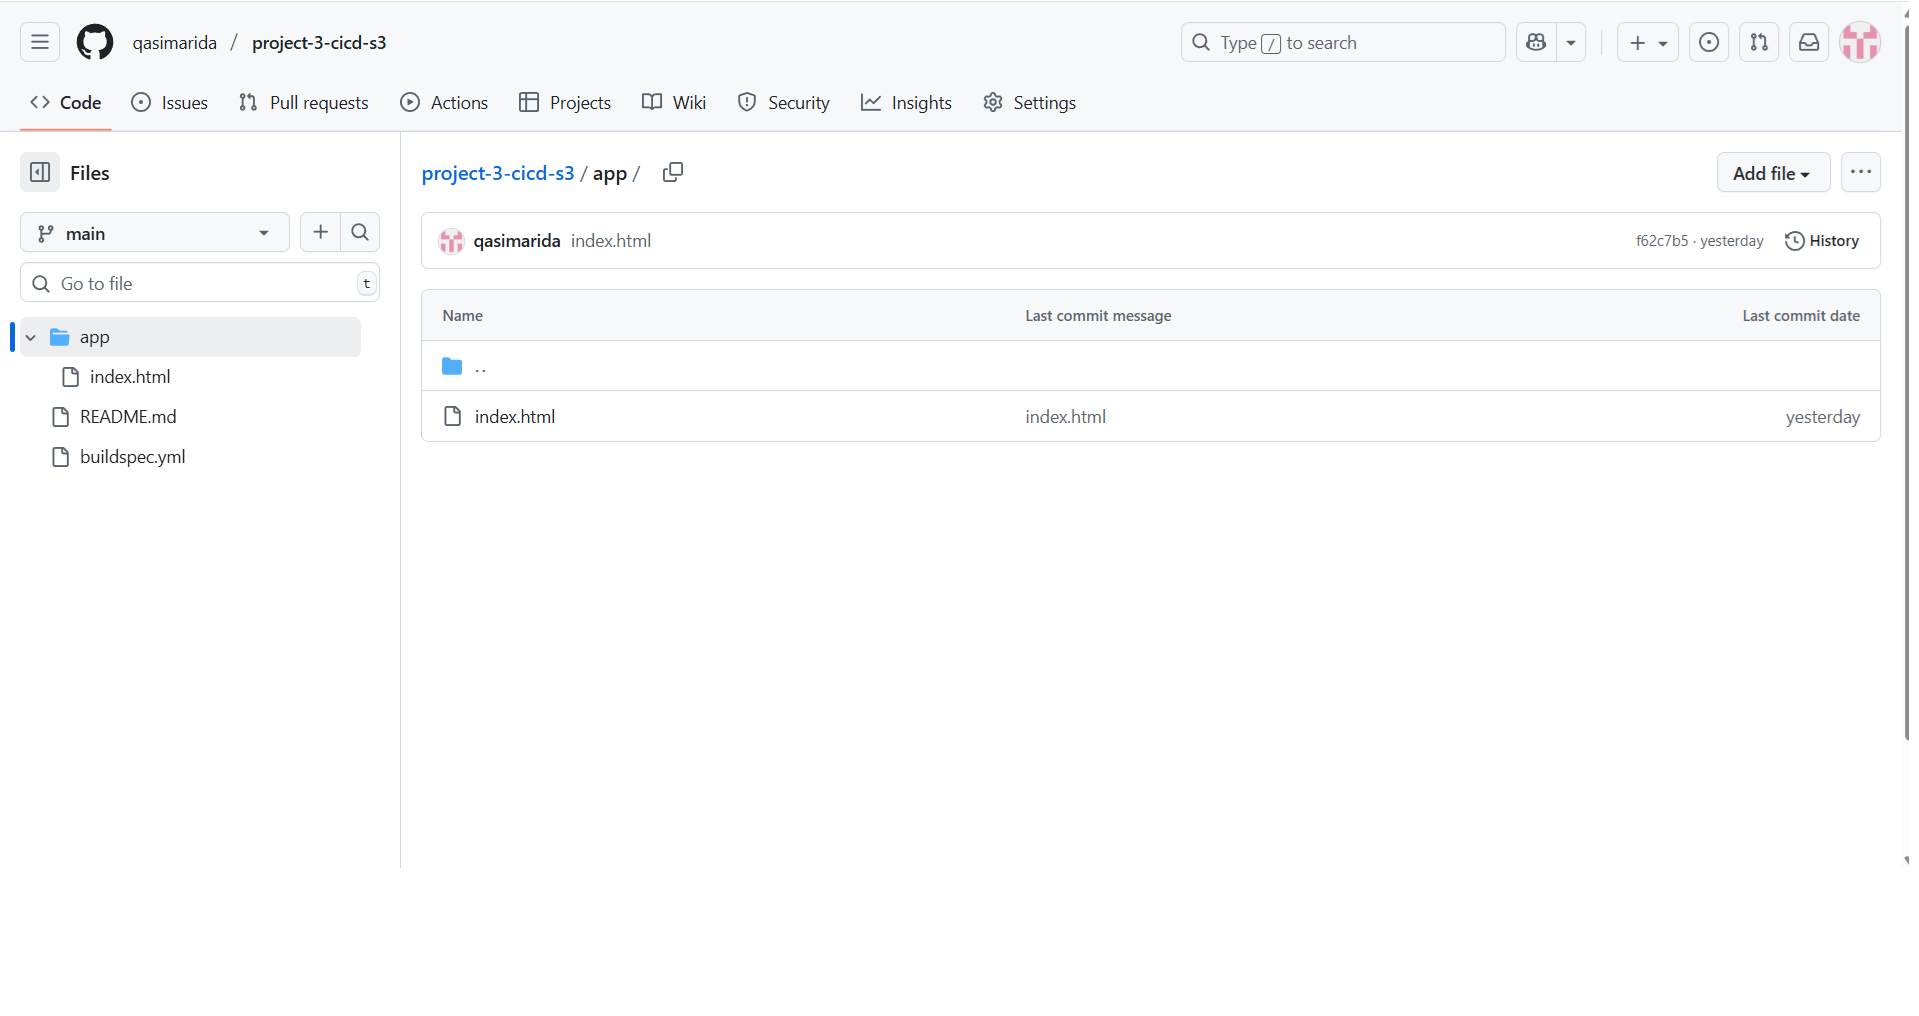 qasimarida / project-3-cicd-s3
Type / to search
Code Issues Pull requests Actions Projects Wiki Security Insights Settings
Files
main
Go to file t
app
index.html
README.md
buildspec.yml
project-3-cicd-s3 / app /
Add file
qasimarida index.html f62c7b5 · yesterday History
Name Last commit message Last commit date
..
index.html index.html yesterday